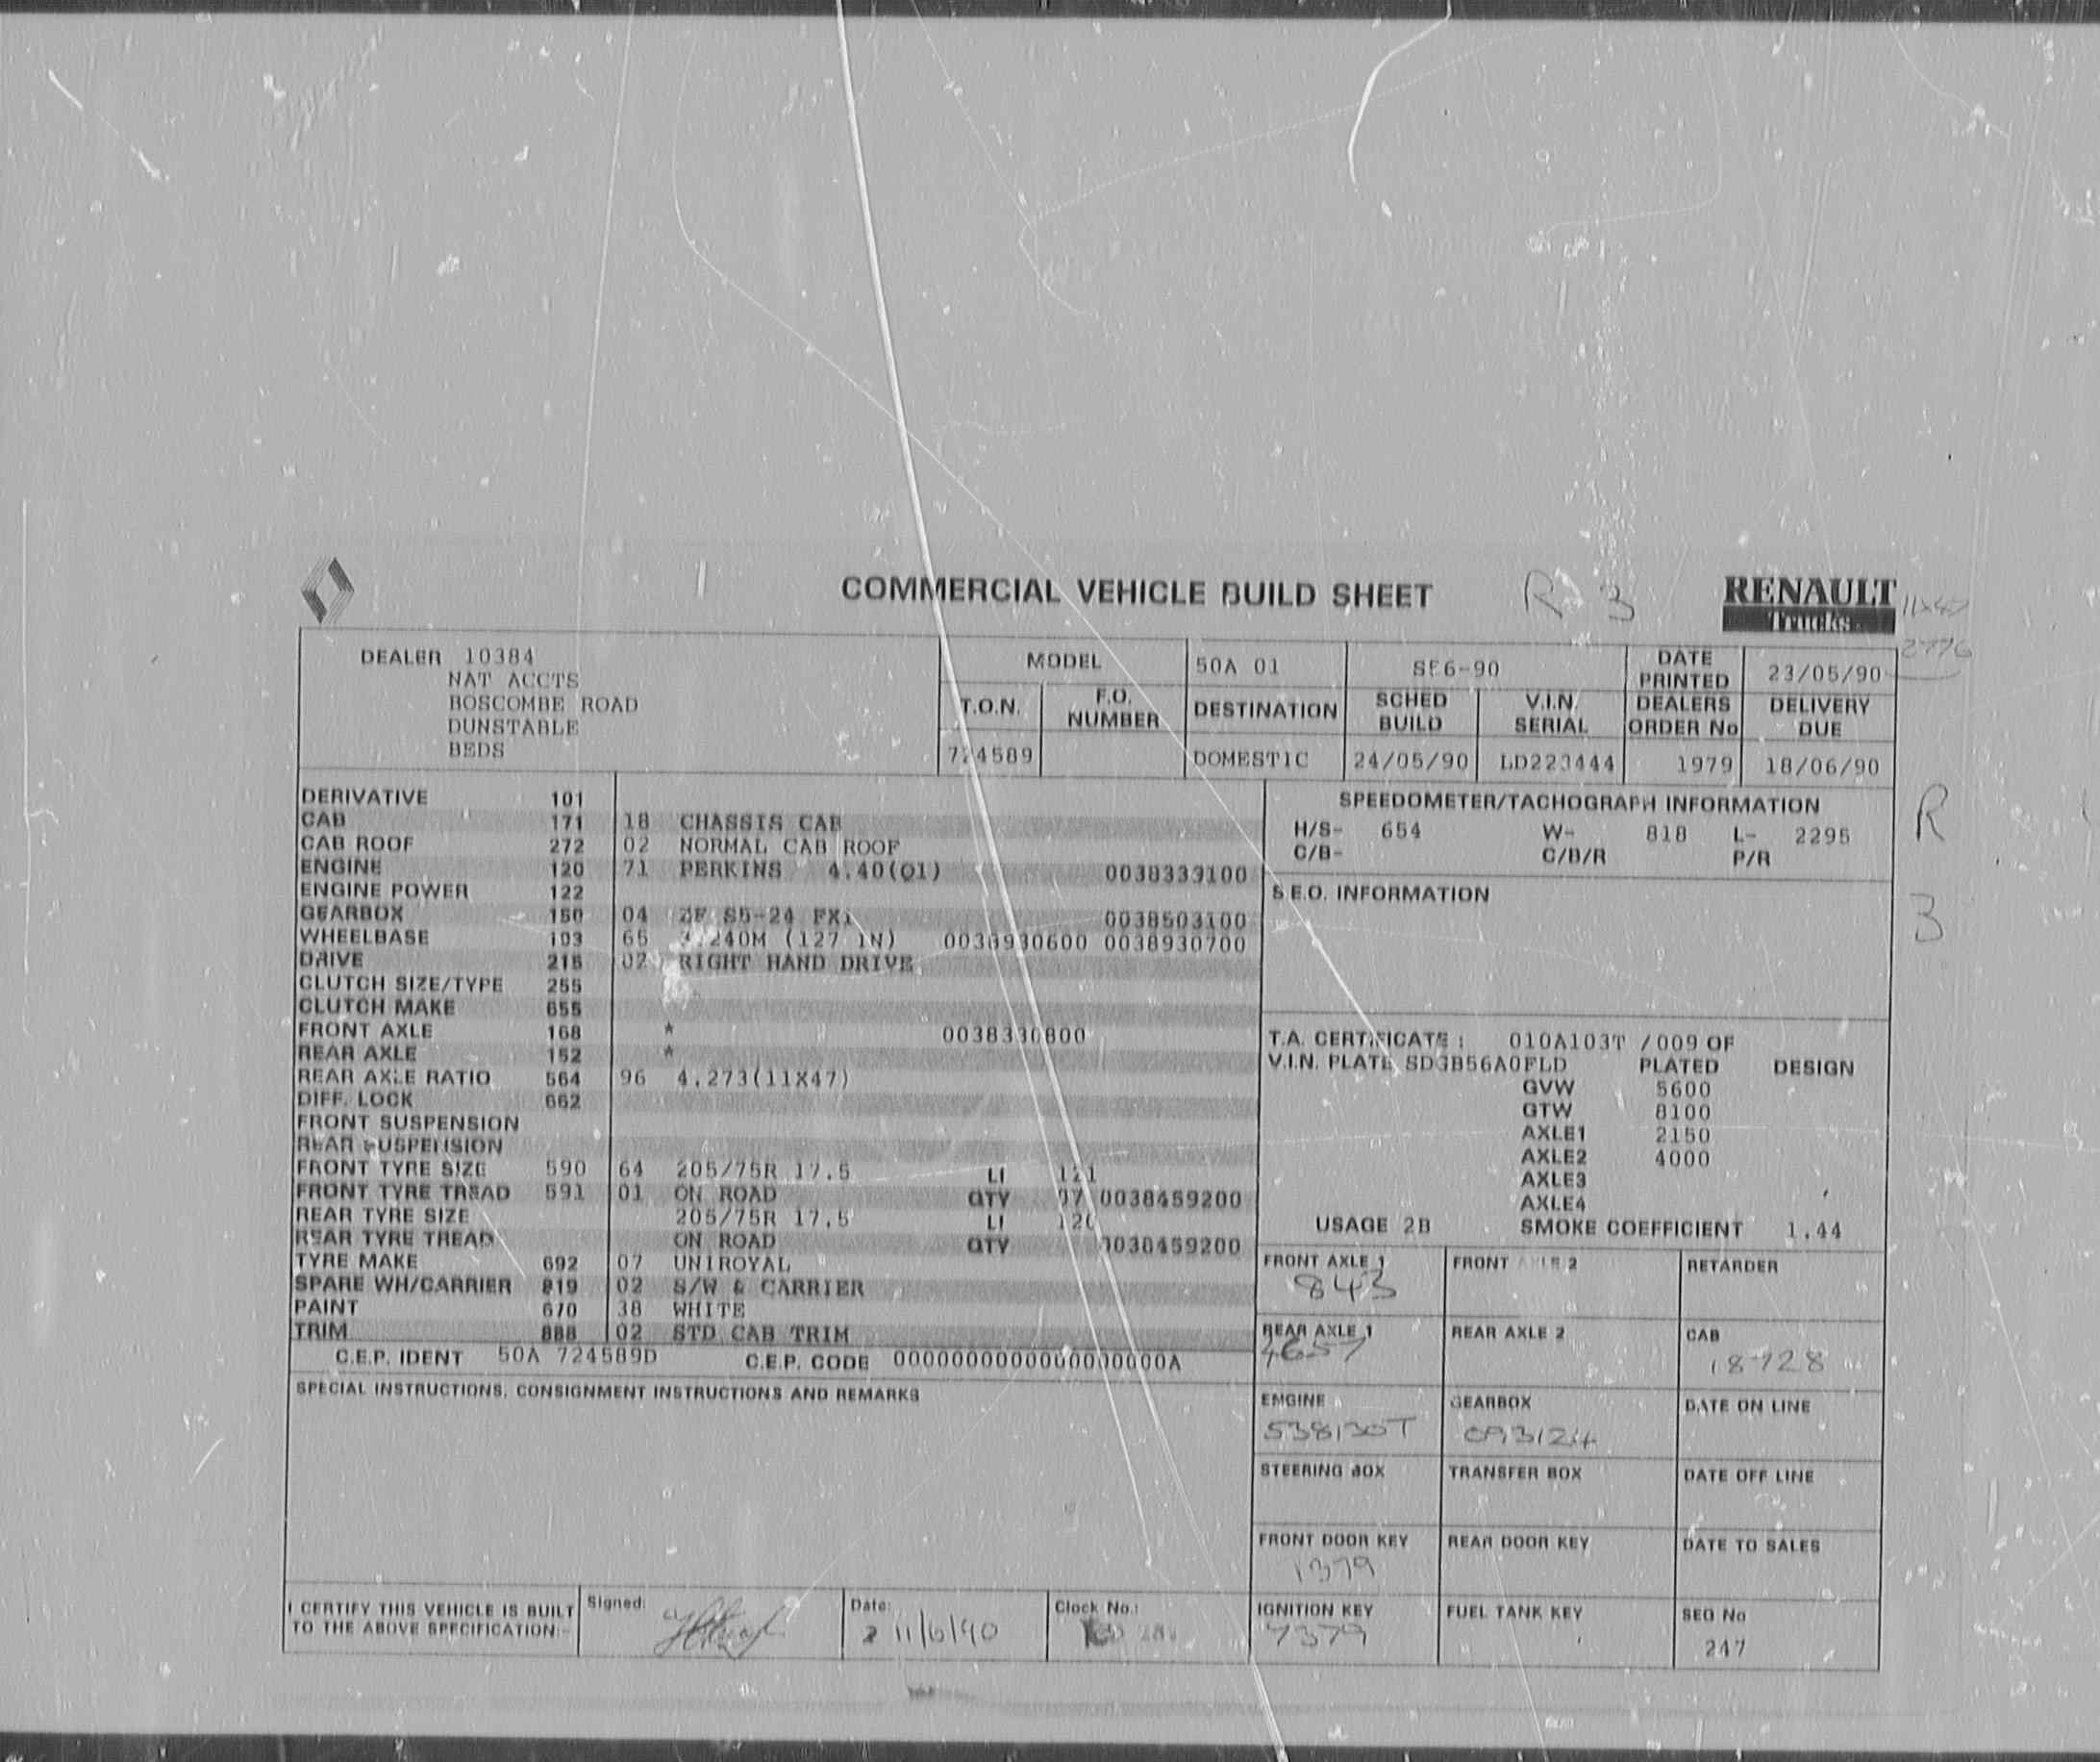 COMMERCIAL VEHICLE BUILD SHEET R 3
RENAULT
Trucks
11x47
DEALER 10384
NAT ACCTS
BOSCOMBE ROAD
DUNSTABLE
BEDS
MODEL 50A 01 SF6-90 DATE PRINTED 23/05/90
T.O.N. F.O. NUMBER DESTINATION SCHED BUILD V.I.N. SERIAL DEALERS ORDER No DELIVERY DUE
724589 DOMESTIC 24/05/90 LD223444 1979 18/06/90
DERIVATIVE 101
CAB 171 18 CHASSIS CAB
CAB ROOF 272 02 NORMAL CAB ROOF
ENGINE 120 71 PERKINS 4.40(Q1) 0038339100
ENGINE POWER 122
GEARBOX 150 04 ZF S5-24 0038503100
WHEELBASE 103 65 3.240M (127 IN) 0038930600 0038930700
DRIVE 215 02 RIGHT HAND DRIVE
CLUTCH SIZE/TYPE 255
CLUTCH MAKE 655
FRONT AXLE 168 * 0038330800
REAR AXLE 152 *
REAR AXLE RATIO 564 96 4.273(11X47)
DIFF. LOCK 662
FRONT SUSPENSION
REAR SUSPENSION
FRONT TYRE SIZE 590 64 205/75R 17.5 LI 121
FRONT TYRE TREAD 591 01 ON ROAD QTY 07 0038459200
REAR TYRE SIZE 205/75R 17.5 LI 120
REAR TYRE TREAD ON ROAD QTY 0038459200
TYRE MAKE 692 07 UNIROYAL
SPARE WH/CARRIER 819 02 S/W & CARRIER
PAINT 670 38 WHITE
TRIM 888 02 STD CAB TRIM
C.E.P. IDENT 50A 724589D C.E.P. CODE 0000000000000000000A
SPECIAL INSTRUCTIONS, CONSIGNMENT INSTRUCTIONS AND REMARKS
SPEEDOMETER/TACHOGRAPH INFORMATION
H/S- 654 W- 818 L- 2295
C/B- C/B/R P/R
R
S.E.O. INFORMATION
3
T.A. CERTIFICATE : 010A103T /009 OF
V.I.N. PLATE SDGB56A0FLD PLATED DESIGN
GVW 5600
GTW 8100
AXLE1 2150
AXLE2 4000
AXLE3
AXLE4
USAGE 2B SMOKE COEFFICIENT 1.44
FRONT AXLE 1 FRONT AXLE 2 RETARDER
843
REAR AXLE 1 REAR AXLE 2 CAB
4657 18728
ENGINE GEARBOX DATE ON LINE
538130T 093124
STEERING BOX TRANSFER BOX DATE OFF LINE
FRONT DOOR KEY REAR DOOR KEY DATE TO SALES
1379
IGNITION KEY FUEL TANK KEY SEQ No
7379 247
I CERTIFY THIS VEHICLE IS BUILT
TO THE ABOVE SPECIFICATION:-
Signed: Date: 11/6/90 Clock No.: